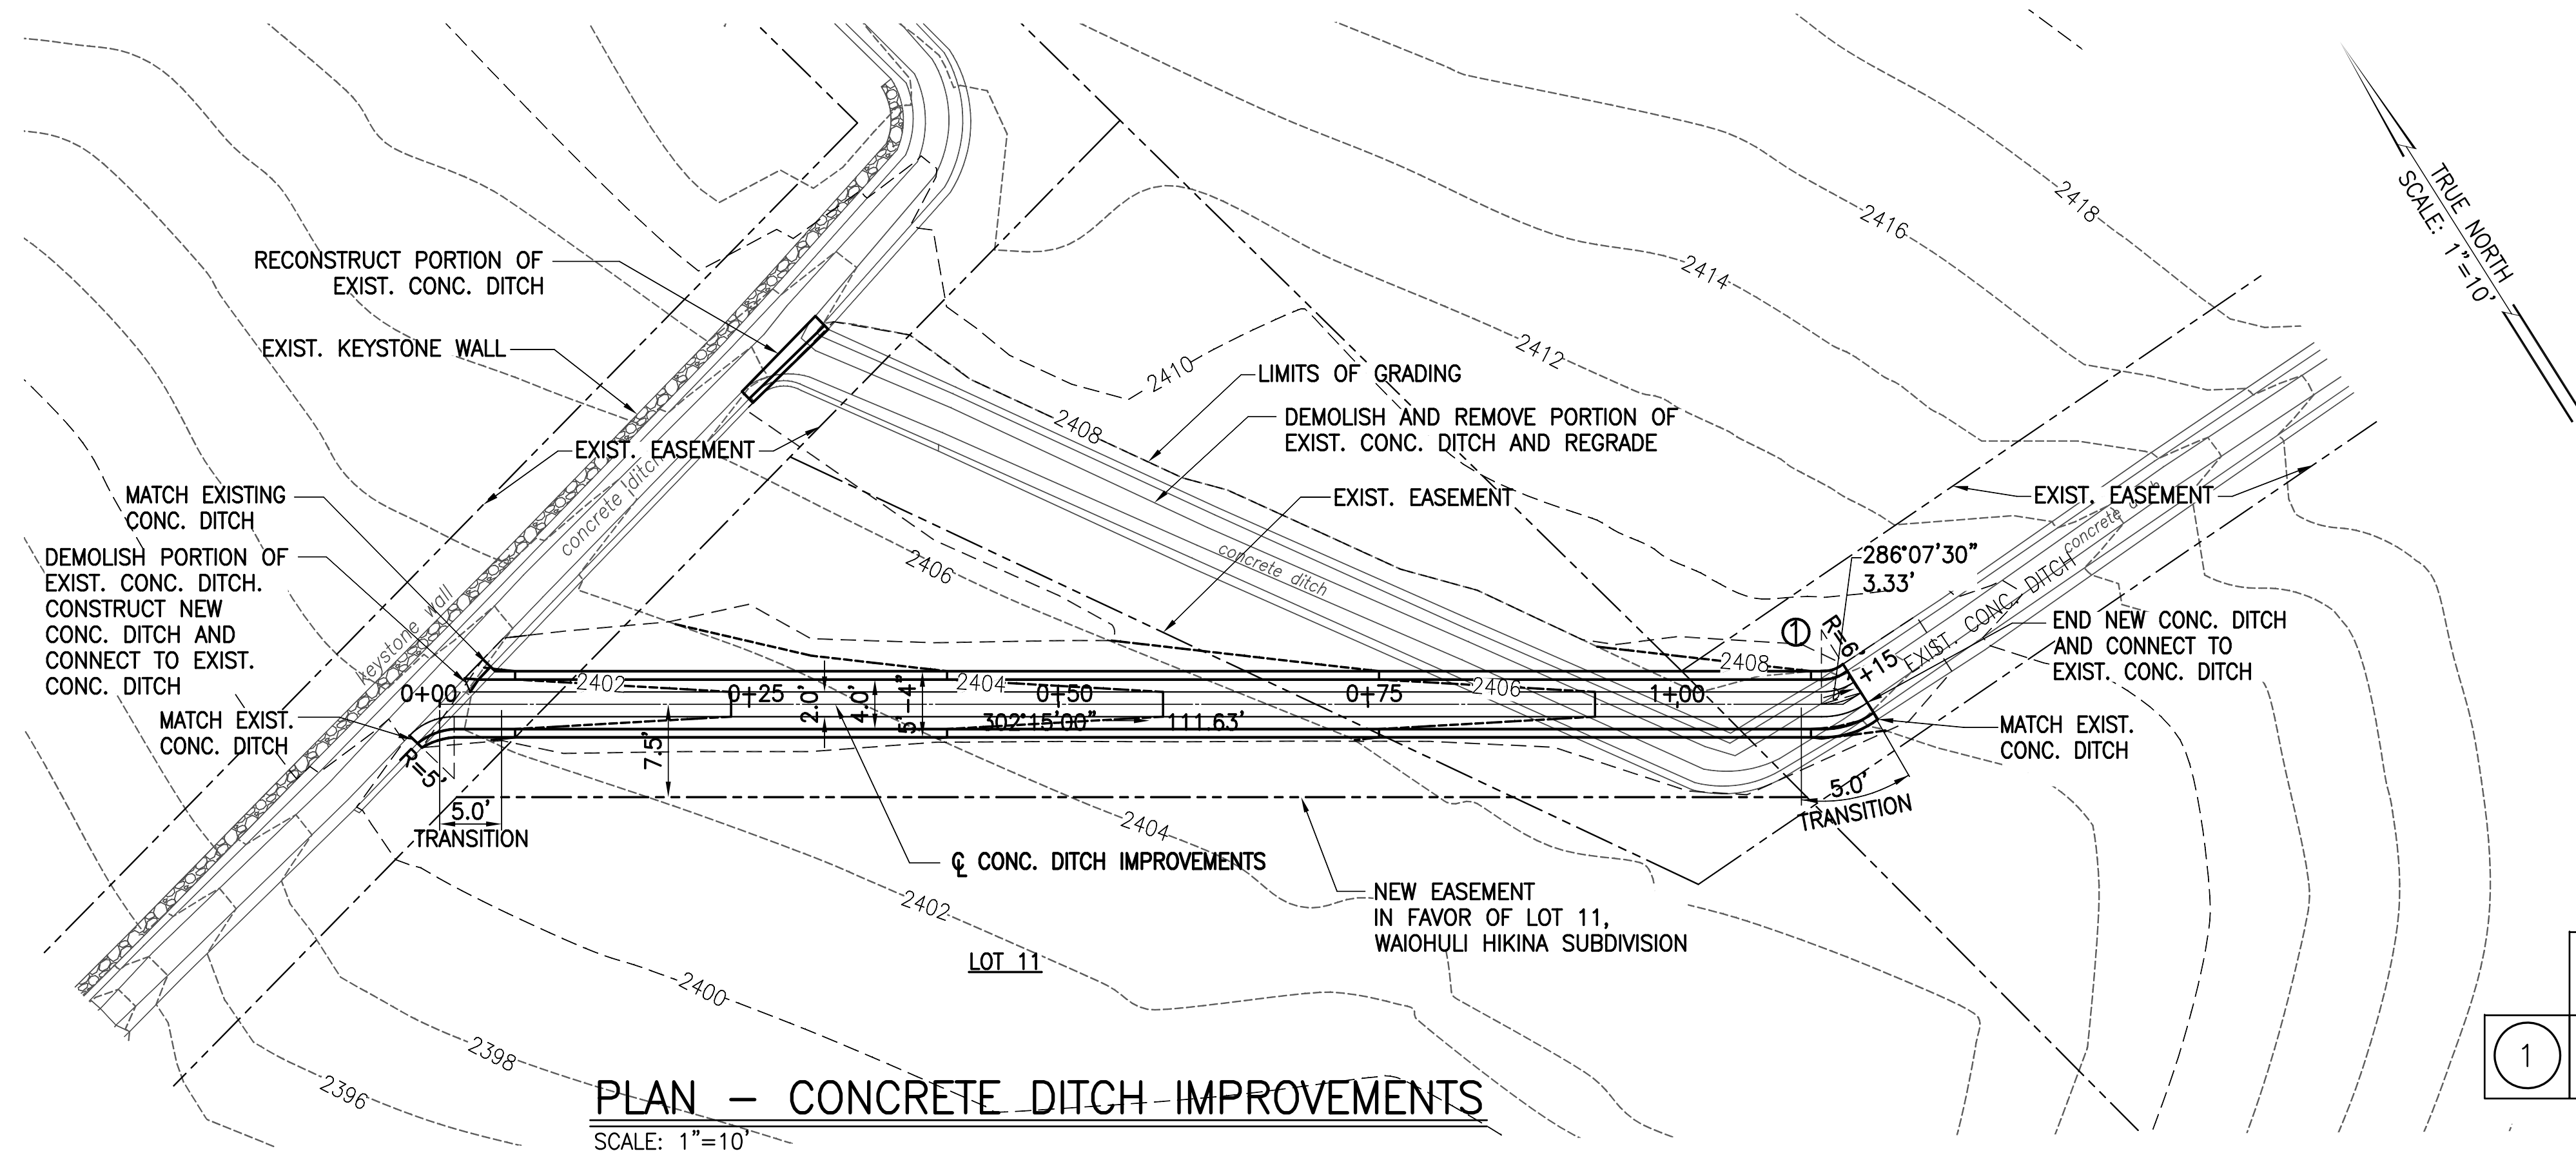 2418
2416
2414
2412
2410
2408
TRUE NORTH
SCALE: 1"=10'
RECONSTRUCT PORTION OF
EXIST. CONC. DITCH
EXIST. KEYSTONE WALL
LIMITS OF GRADING
DEMOLISH AND REMOVE PORTION OF
EXIST. CONC. DITCH AND REGRADE
EXIST. EASEMENT
EXIST. EASEMENT
EXIST. EASEMENT
MATCH EXISTING
CONC. DITCH
concrete ditch
concrete ditch
concrete ditch
keystone wall
2406
DEMOLISH PORTION OF
EXIST. CONC. DITCH.
CONSTRUCT NEW
CONC. DITCH AND
CONNECT TO EXIST.
CONC. DITCH
MATCH EXIST.
CONC. DITCH
286°07'30"
3.33'
1
R=6'
+15
EXIST. CONC. DITCH
END NEW CONC. DITCH
AND CONNECT TO
EXIST. CONC. DITCH
MATCH EXIST.
CONC. DITCH
0+00
2402
0+25
2.0'
4.0'
5'-4"
2404
0+50
0+75
2406
1+00
2408
302°15'00"
111.63'
7.5'
R=5'
5.0'
TRANSITION
5.0'
TRANSITION
2404
℄ CONC. DITCH IMPROVEMENTS
NEW EASEMENT
IN FAVOR OF LOT 11,
WAIOHULI HIKINA SUBDIVISION
2402
LOT 11
2400
2398
2396
1
PLAN – CONCRETE DITCH IMPROVEMENTS
SCALE: 1"=10'